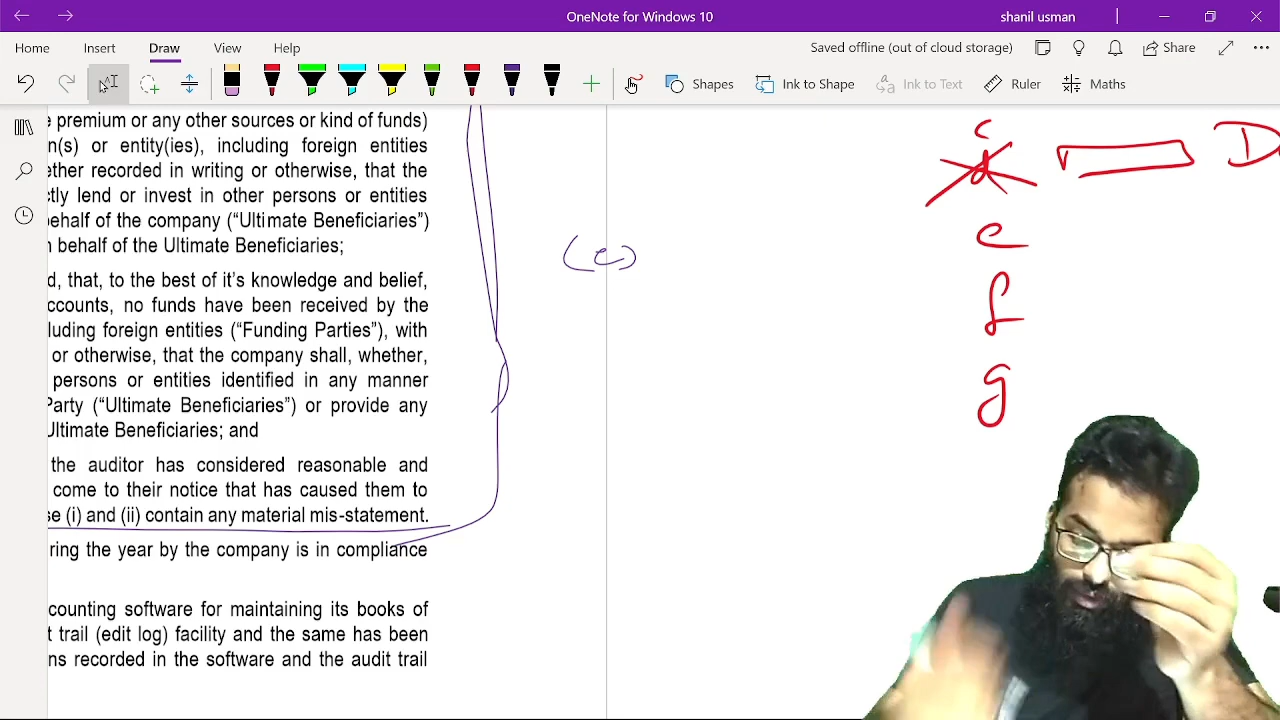 OneNote for Windows 10
shanil usman
Home Insert Draw View Help
Saved offline (out of cloud storage)
Share
Shapes
Ink to Shape
Ink to Text
Ruler
Maths
e premium or any other sources or kind of funds)
n(s) or entity(ies), including foreign entities
ether recorded in writing or otherwise, that the
ctly lend or invest in other persons or entities
behalf of the company (“Ultimate Beneficiaries”)
n behalf of the Ultimate Beneficiaries;
d, that, to the best of it’s knowledge and belief,
ccounts, no funds have been received by the
luding foreign entities (“Funding Parties”), with
or otherwise, that the company shall, whether,
persons or entities identified in any manner
Party (“Ultimate Beneficiaries”) or provide any
Ultimate Beneficiaries; and
the auditor has considered reasonable and
come to their notice that has caused them to
se (i) and (ii) contain any material mis-statement.
ring the year by the company is in compliance
counting software for maintaining its books of
t trail (edit log) facility and the same has been
ns recorded in the software and the audit trail
(e)
c
d
D
e
f
g